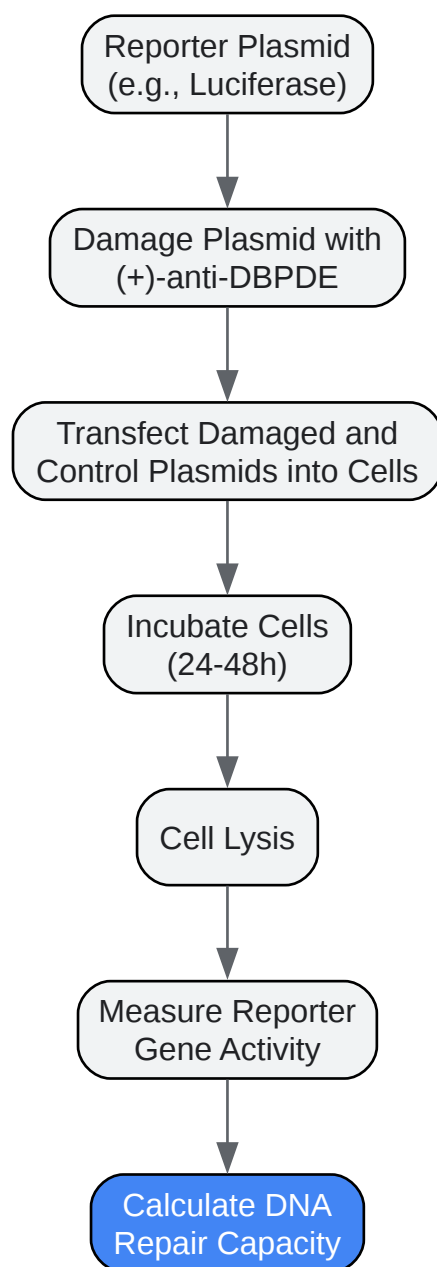 Reporter Plasmid
(e.g., Luciferase)
Damage Plasmid with
(+)-anti-DBPDE
Transfect Damaged and
Control Plasmids into Cells
Incubate Cells
(24-48h)
Cell Lysis
Measure Reporter
Gene Activity
Calculate DNA
Repair Capacity